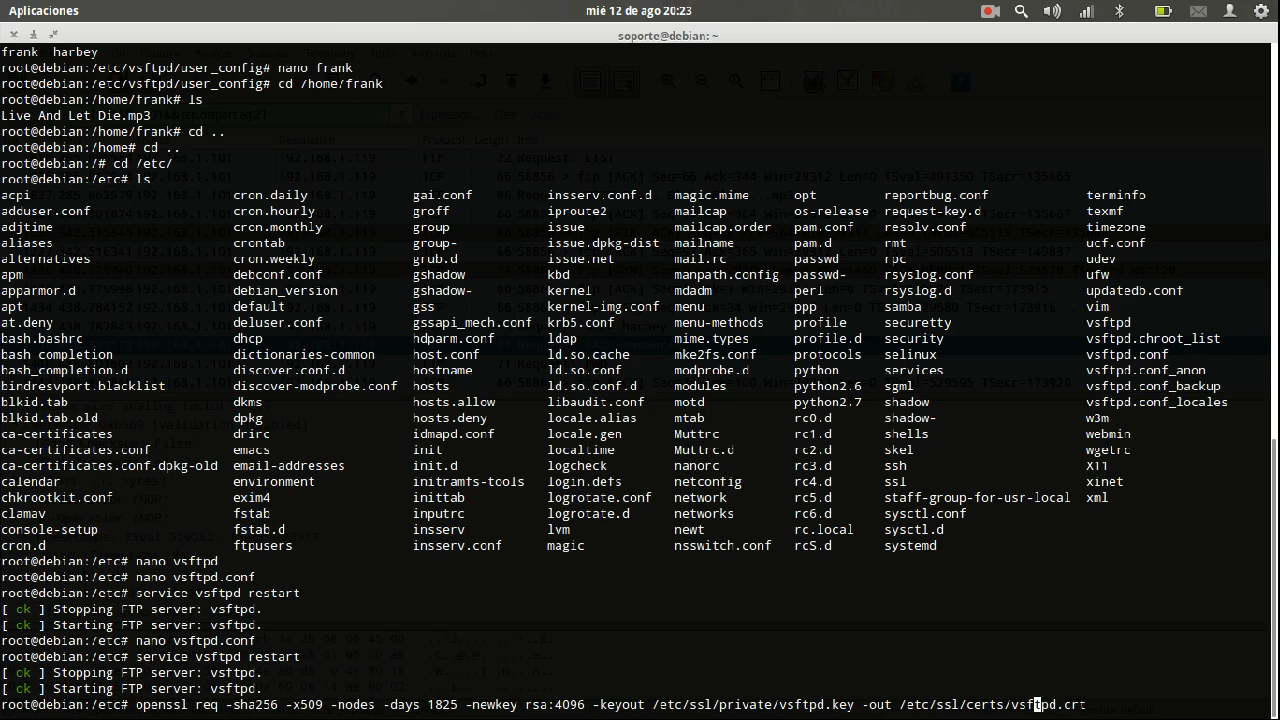 Aplicaciones mié 12 de ago 20:23
soporte@debian: ~
frank harbey
root@debian:/etc/vsftpd/user_config# nano frank
root@debian:/etc/vsftpd/user_config# cd /home/frank
root@debian:/home/frank# ls
Live And Let Die.mp3
root@debian:/home/frank# cd ..
root@debian:/home# cd ..
root@debian:/# cd /etc/
root@debian:/etc# ls
acpi cron.daily gai.conf insserv.conf.d magic.mime opt reportbug.conf terminfo
adduser.conf cron.hourly groff iproute2 mailcap os-release request-key.d texmf
adjtime cron.monthly group issue mailcap.order pam.conf resolv.conf timezone
aliases crontab group- issue.dpkg-dist mailname pam.d rmt ucf.conf
alternatives cron.weekly grub.d issue.net mail.rc passwd rpc udev
apm debconf.conf gshadow kbd manpath.config passwd- rsyslog.conf ufw
apparmor.d debian_version gshadow- kernel mdadm perl rsyslog.d updatedb.conf
apt default gss kernel-img.conf menu ppp samba vim
at.deny deluser.conf gssapi_mech.conf krb5.conf menu-methods profile securetty vsftpd
bash.bashrc dhcp hdparm.conf ldap mime.types profile.d security vsftpd.chroot_list
bash_completion dictionaries-common host.conf ld.so.cache mke2fs.conf protocols selinux vsftpd.conf
bash_completion.d discover.conf.d hostname ld.so.conf modprobe.d python services vsftpd.conf_anon
bindresvport.blacklist discover-modprobe.conf hosts ld.so.conf.d modules python2.6 sgml vsftpd.conf_backup
blkid.tab dkms hosts.allow libaudit.conf motd python2.7 shadow vsftpd.conf_locales
blkid.tab.old dpkg hosts.deny locale.alias mtab rc0.d shadow- w3m
ca-certificates drirc idmapd.conf locale.gen Muttrc rc1.d shells webmin
ca-certificates.conf emacs init localtime Muttrc.d rc2.d skel wgetrc
ca-certificates.conf.dpkg-old email-addresses init.d logcheck nanorc rc3.d ssh X11
calendar environment initramfs-tools login.defs netconfig rc4.d ssl xinet
chkrootkit.conf exim4 inittab logrotate.conf network rc5.d staff-group-for-usr-local xml
clamav fstab inputrc logrotate.d networks rc6.d sysctl.conf
console-setup fstab.d insserv lvm newt rc.local sysctl.d
cron.d ftpusers insserv.conf magic nsswitch.conf rcS.d systemd
root@debian:/etc# nano vsftpd
root@debian:/etc# nano vsftpd.conf
root@debian:/etc# service vsftpd restart
[ ok ] Stopping FTP server: vsftpd.
[ ok ] Starting FTP server: vsftpd.
root@debian:/etc# nano vsftpd.conf
root@debian:/etc# service vsftpd restart
[ ok ] Stopping FTP server: vsftpd.
[ ok ] Starting FTP server: vsftpd.
root@debian:/etc# openssl req -sha256 -x509 -nodes -days 1825 -newkey rsa:4096 -keyout /etc/ssl/private/vsftpd.key -out /etc/ssl/certs/vsftpd.crt